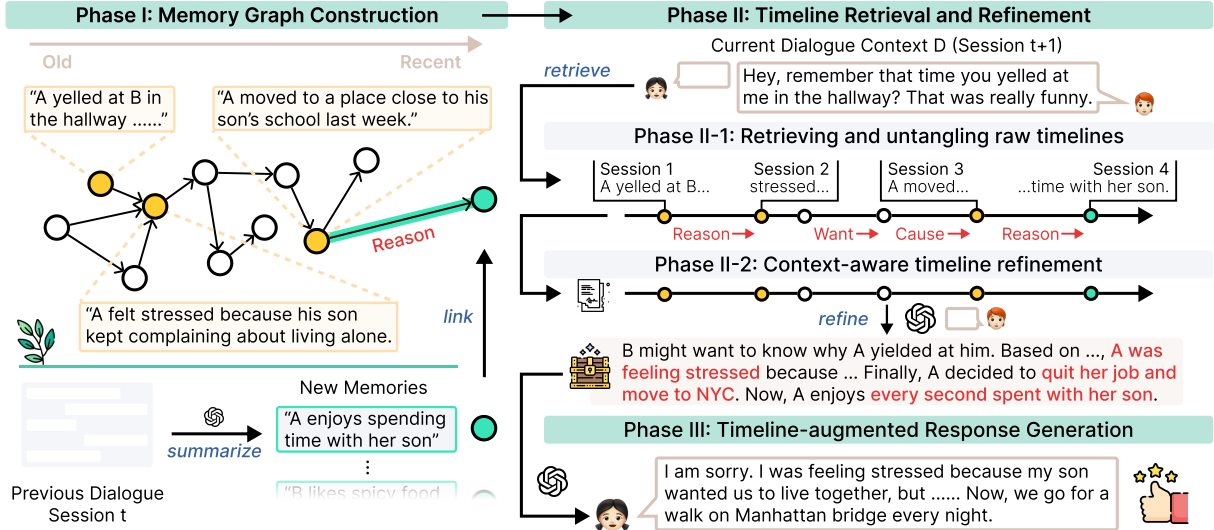 Phase I: Memory Graph Construction
Old
Recent
“A yelled at B in
the hallway ......”
“A moved to a place close to his
son’s school last week.”
Reason
“A felt stressed because his son
kept complaining about living alone.
link
New Memories
summarize
“A enjoys spending
time with her son”
⋮
“B likes spicy food
Previous Dialogue
Session t
Phase II: Timeline Retrieval and Refinement
Current Dialogue Context D (Session t+1)
retrieve
Hey, remember that time you yelled at
me in the hallway? That was really funny.
Phase II-1: Retrieving and untangling raw timelines
Session 1
A yelled at B...
Session 2
stressed...
Session 3
A moved...
Session 4
...time with her son.
Reason
Want
Cause
Reason
Phase II-2: Context-aware timeline refinement
refine
B might want to know why A yielded at him. Based on ..., A was
feeling stressed because ... Finally, A decided to quit her job and
move to NYC. Now, A enjoys every second spent with her son.
Phase III: Timeline-augmented Response Generation
I am sorry. I was feeling stressed because my son
wanted us to live together, but ...... Now, we go for a
walk on Manhattan bridge every night.